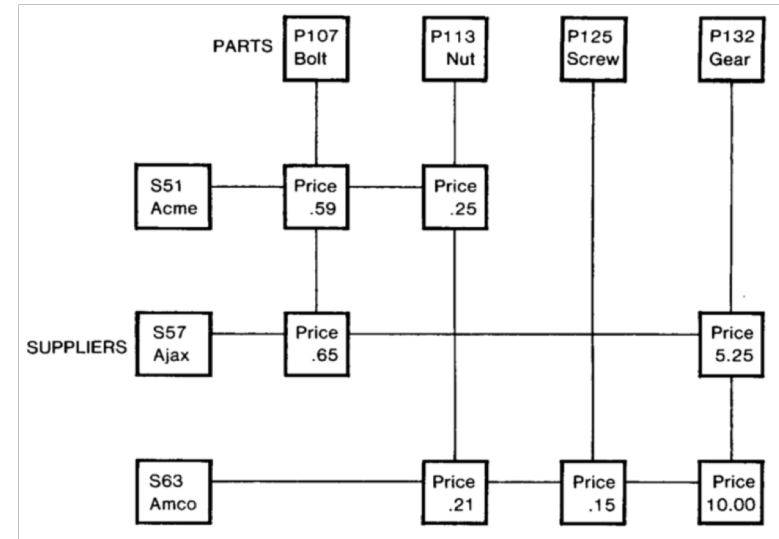 PARTS
P107
Bolt
P113
Nut
P125
Screw
P132
Gear
S51
Acme
Price
.59
Price
.25
SUPPLIERS
S57
Ajax
Price
.65
Price
5.25
S63
Amco
Price
.21
Price
.15
Price
10.00